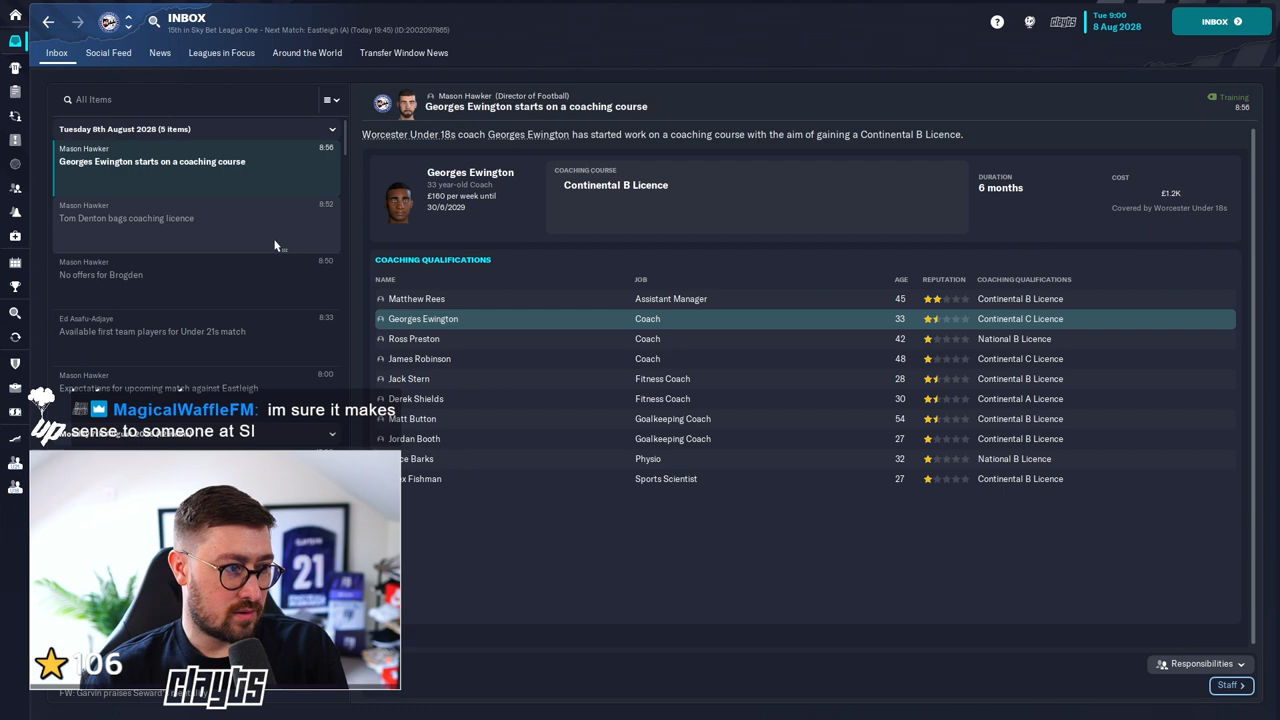 INBOX
15th in Sky Bet League One - Next Match: Eastleigh (A) (Today 19:45) (ID:2002097865)
clayts
Tue 9:00
8 Aug 2028
INBOX
Inbox
Social Feed
News
Leagues in Focus
Around the World
Transfer Window News
All Items
Tuesday 8th August 2028 (5 items)
Mason Hawker 8:56
Georges Ewington starts on a coaching course
Mason Hawker 8:52
Tom Denton bags coaching licence
Mason Hawker 8:50
No offers for Brogden
Ed Asafu-Adjaye 8:33
Available first team players for Under 21s match
Mason Hawker 8:00
Expectations for upcoming match against Eastleigh
MagicalWaffleFM: im sure it makes
sense to someone at SI
up
21
106
clayts
FW: Garvin praises Seward's mentality
Mason Hawker (Director of Football)
Georges Ewington starts on a coaching course
Training
8:56
Worcester Under 18s coach Georges Ewington has started work on a coaching course with the aim of gaining a Continental B Licence.
Georges Ewington
33 year-old Coach
£160 per week until
30/6/2029
COACHING COURSE
Continental B Licence
DURATION
6 months
COST
£1.2K
Covered by Worcester Under 18s
COACHING QUALIFICATIONS
NAME JOB AGE REPUTATION COACHING QUALIFICATIONS
Matthew Rees Assistant Manager 45 Continental B Licence
Georges Ewington Coach 33 Continental C Licence
Ross Preston Coach 42 National B Licence
James Robinson Coach 48 Continental C Licence
Jack Stern Fitness Coach 28 Continental B Licence
Derek Shields Fitness Coach 30 Continental A Licence
Matt Button Goalkeeping Coach 54 Continental B Licence
Jordan Booth Goalkeeping Coach 27 Continental B Licence
Barks Physio 32 National B Licence
Fishman Sports Scientist 27 Continental B Licence
Responsibilities
Staff